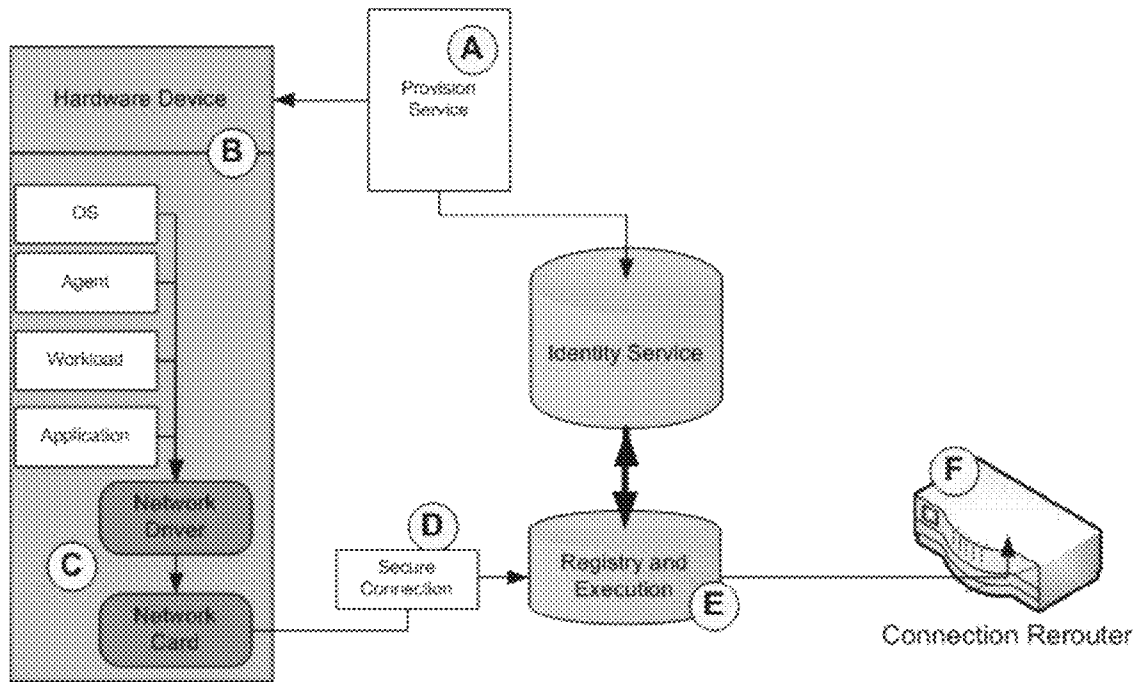 A
Provision
Service
Hardware Device
B
OS
Agent
Workload
Application
Network
Driver
C
Network
Card
D
Secure
Connection
Identity Service
Registry and
Execution
E
F
Connection Rerouter